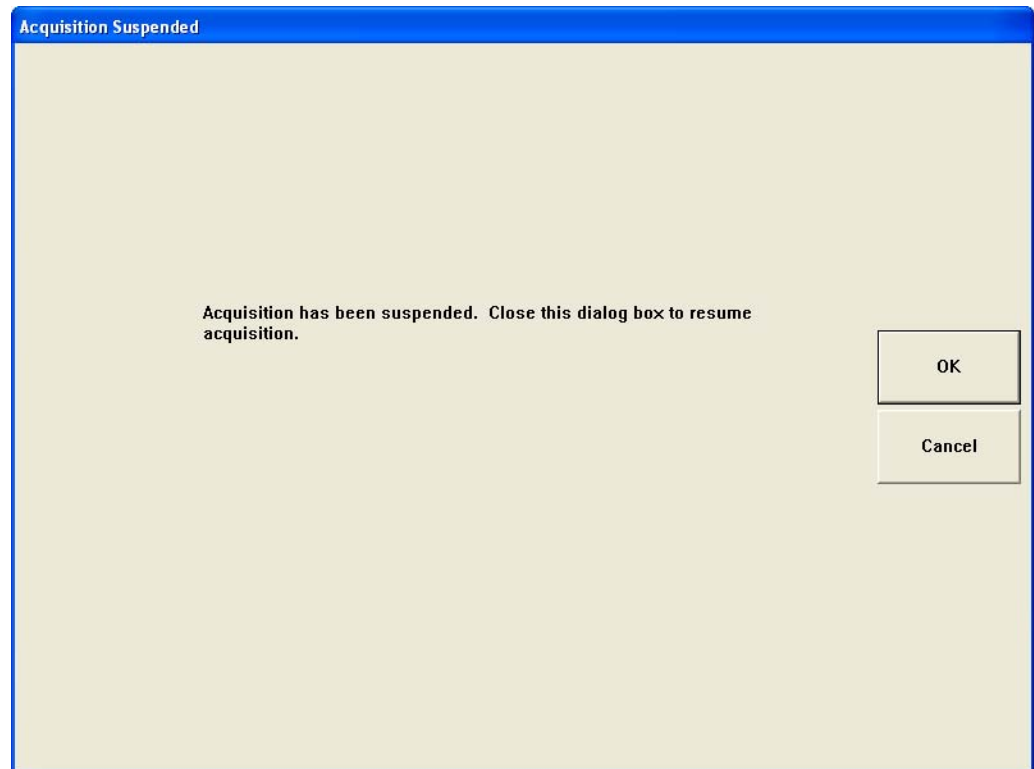 Acquisition Suspended
Acquisition has been suspended.  Close this dialog box to resume
acquisition.
OK
Cancel